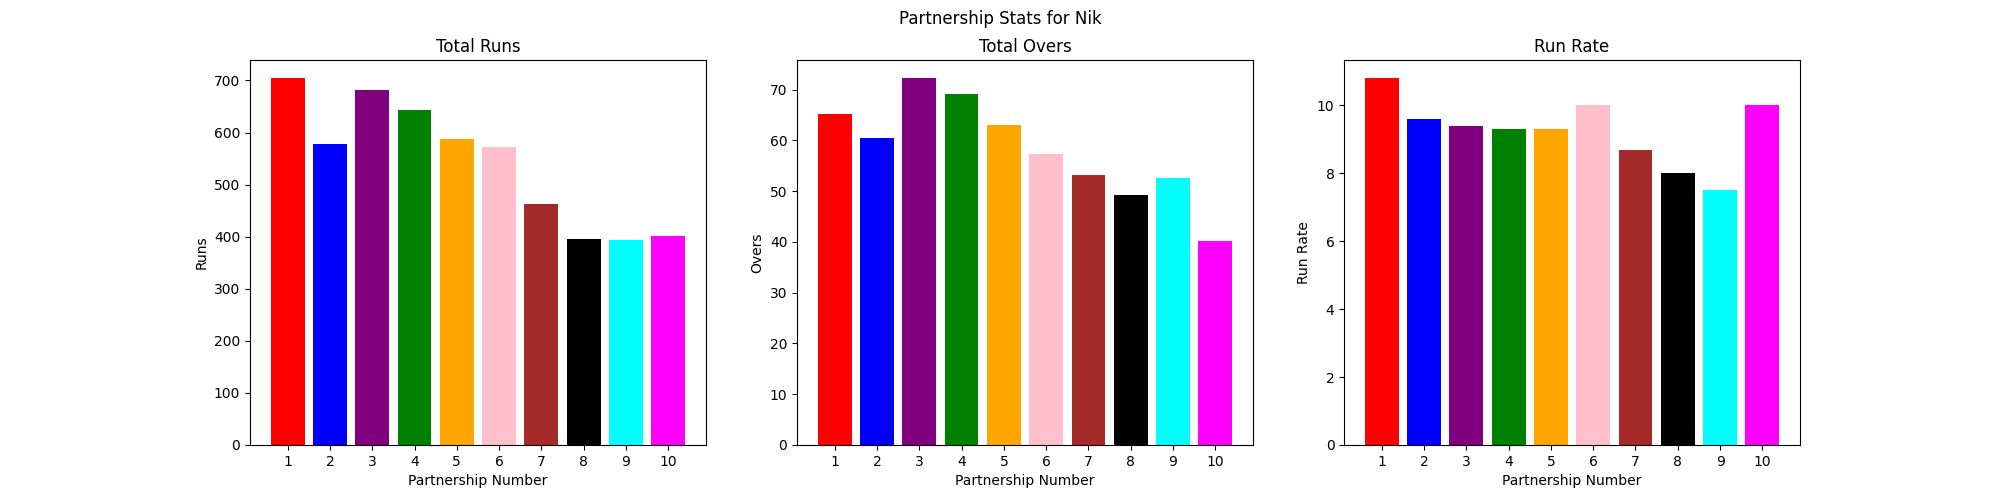 Partnership Stats for Nik
Total Runs
700
600
500
400
300
200
100
0
Runs
1 2 3 4 5 6 7 8 9 10
Partnership Number
Total Overs
70
60
50
40
30
20
10
0
Overs
1 2 3 4 5 6 7 8 9 10
Partnership Number
Run Rate
10
8
6
4
2
0
Run Rate
1 2 3 4 5 6 7 8 9 10
Partnership Number